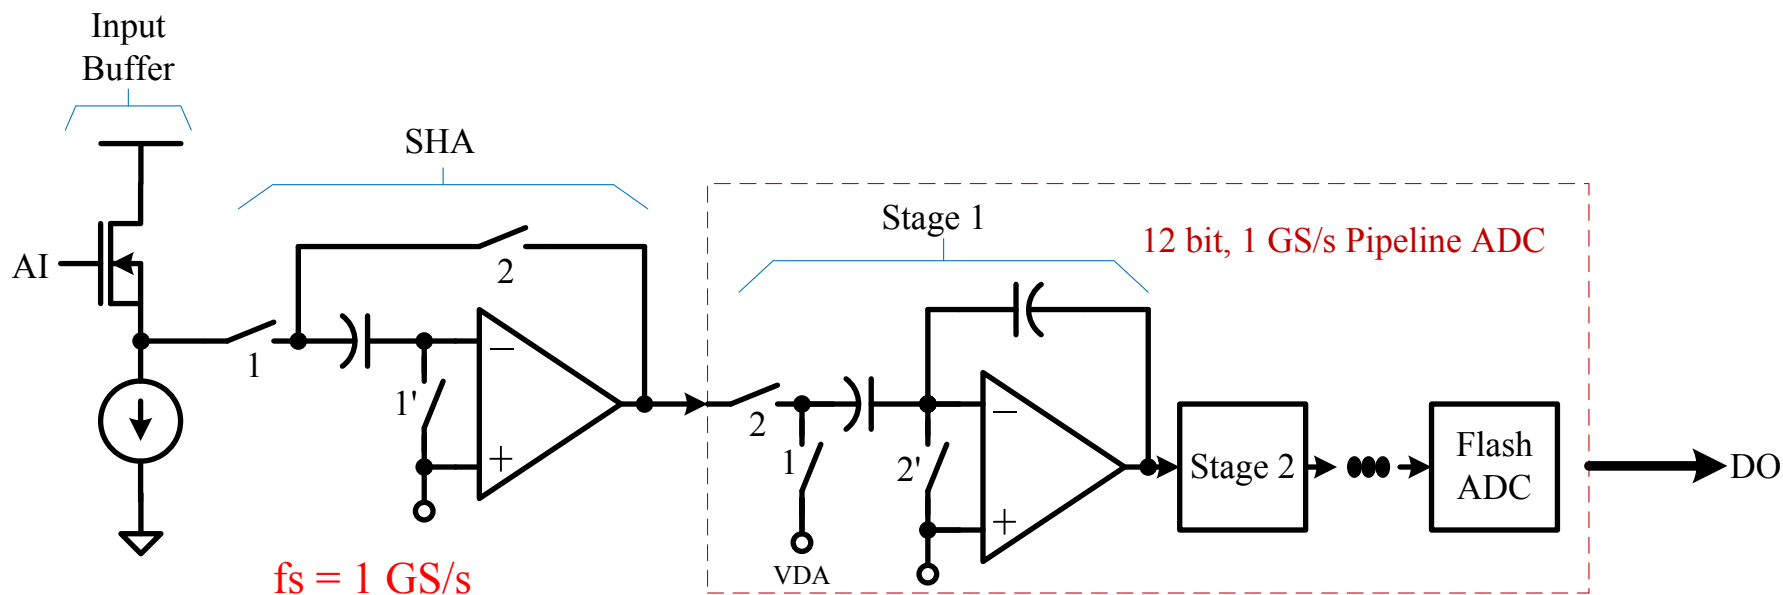 Input
Buffer
SHA
Stage 1
12 bit, 1 GS/s Pipeline ADC
AI
2
1
−
1'
+
2
1
VDA
−
2'
+
Stage 2
Flash
ADC
DO
fs = 1 GS/s